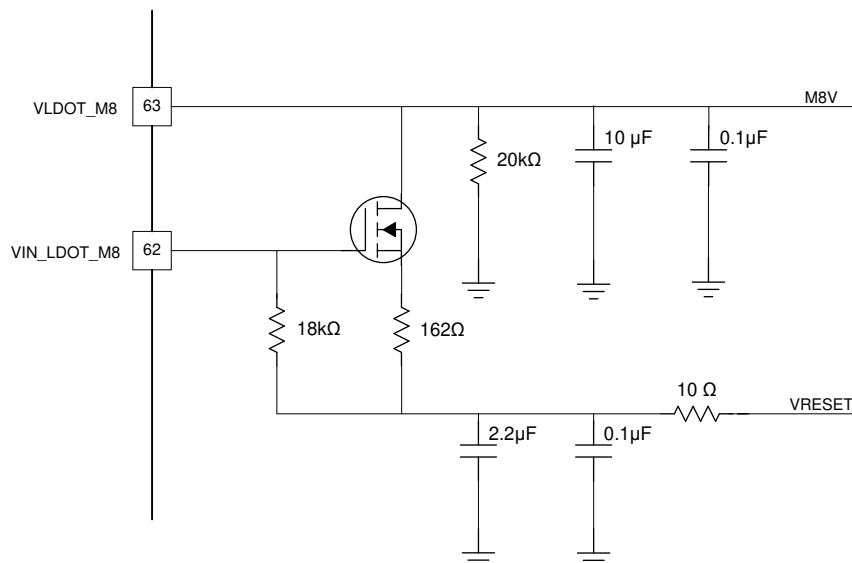 VLDOT_M8 63 M8V
20kΩ 10 µF 0.1µF
VIN_LDOT_M8 62
18kΩ 162Ω
10 Ω
VRESET
2.2µF 0.1µF